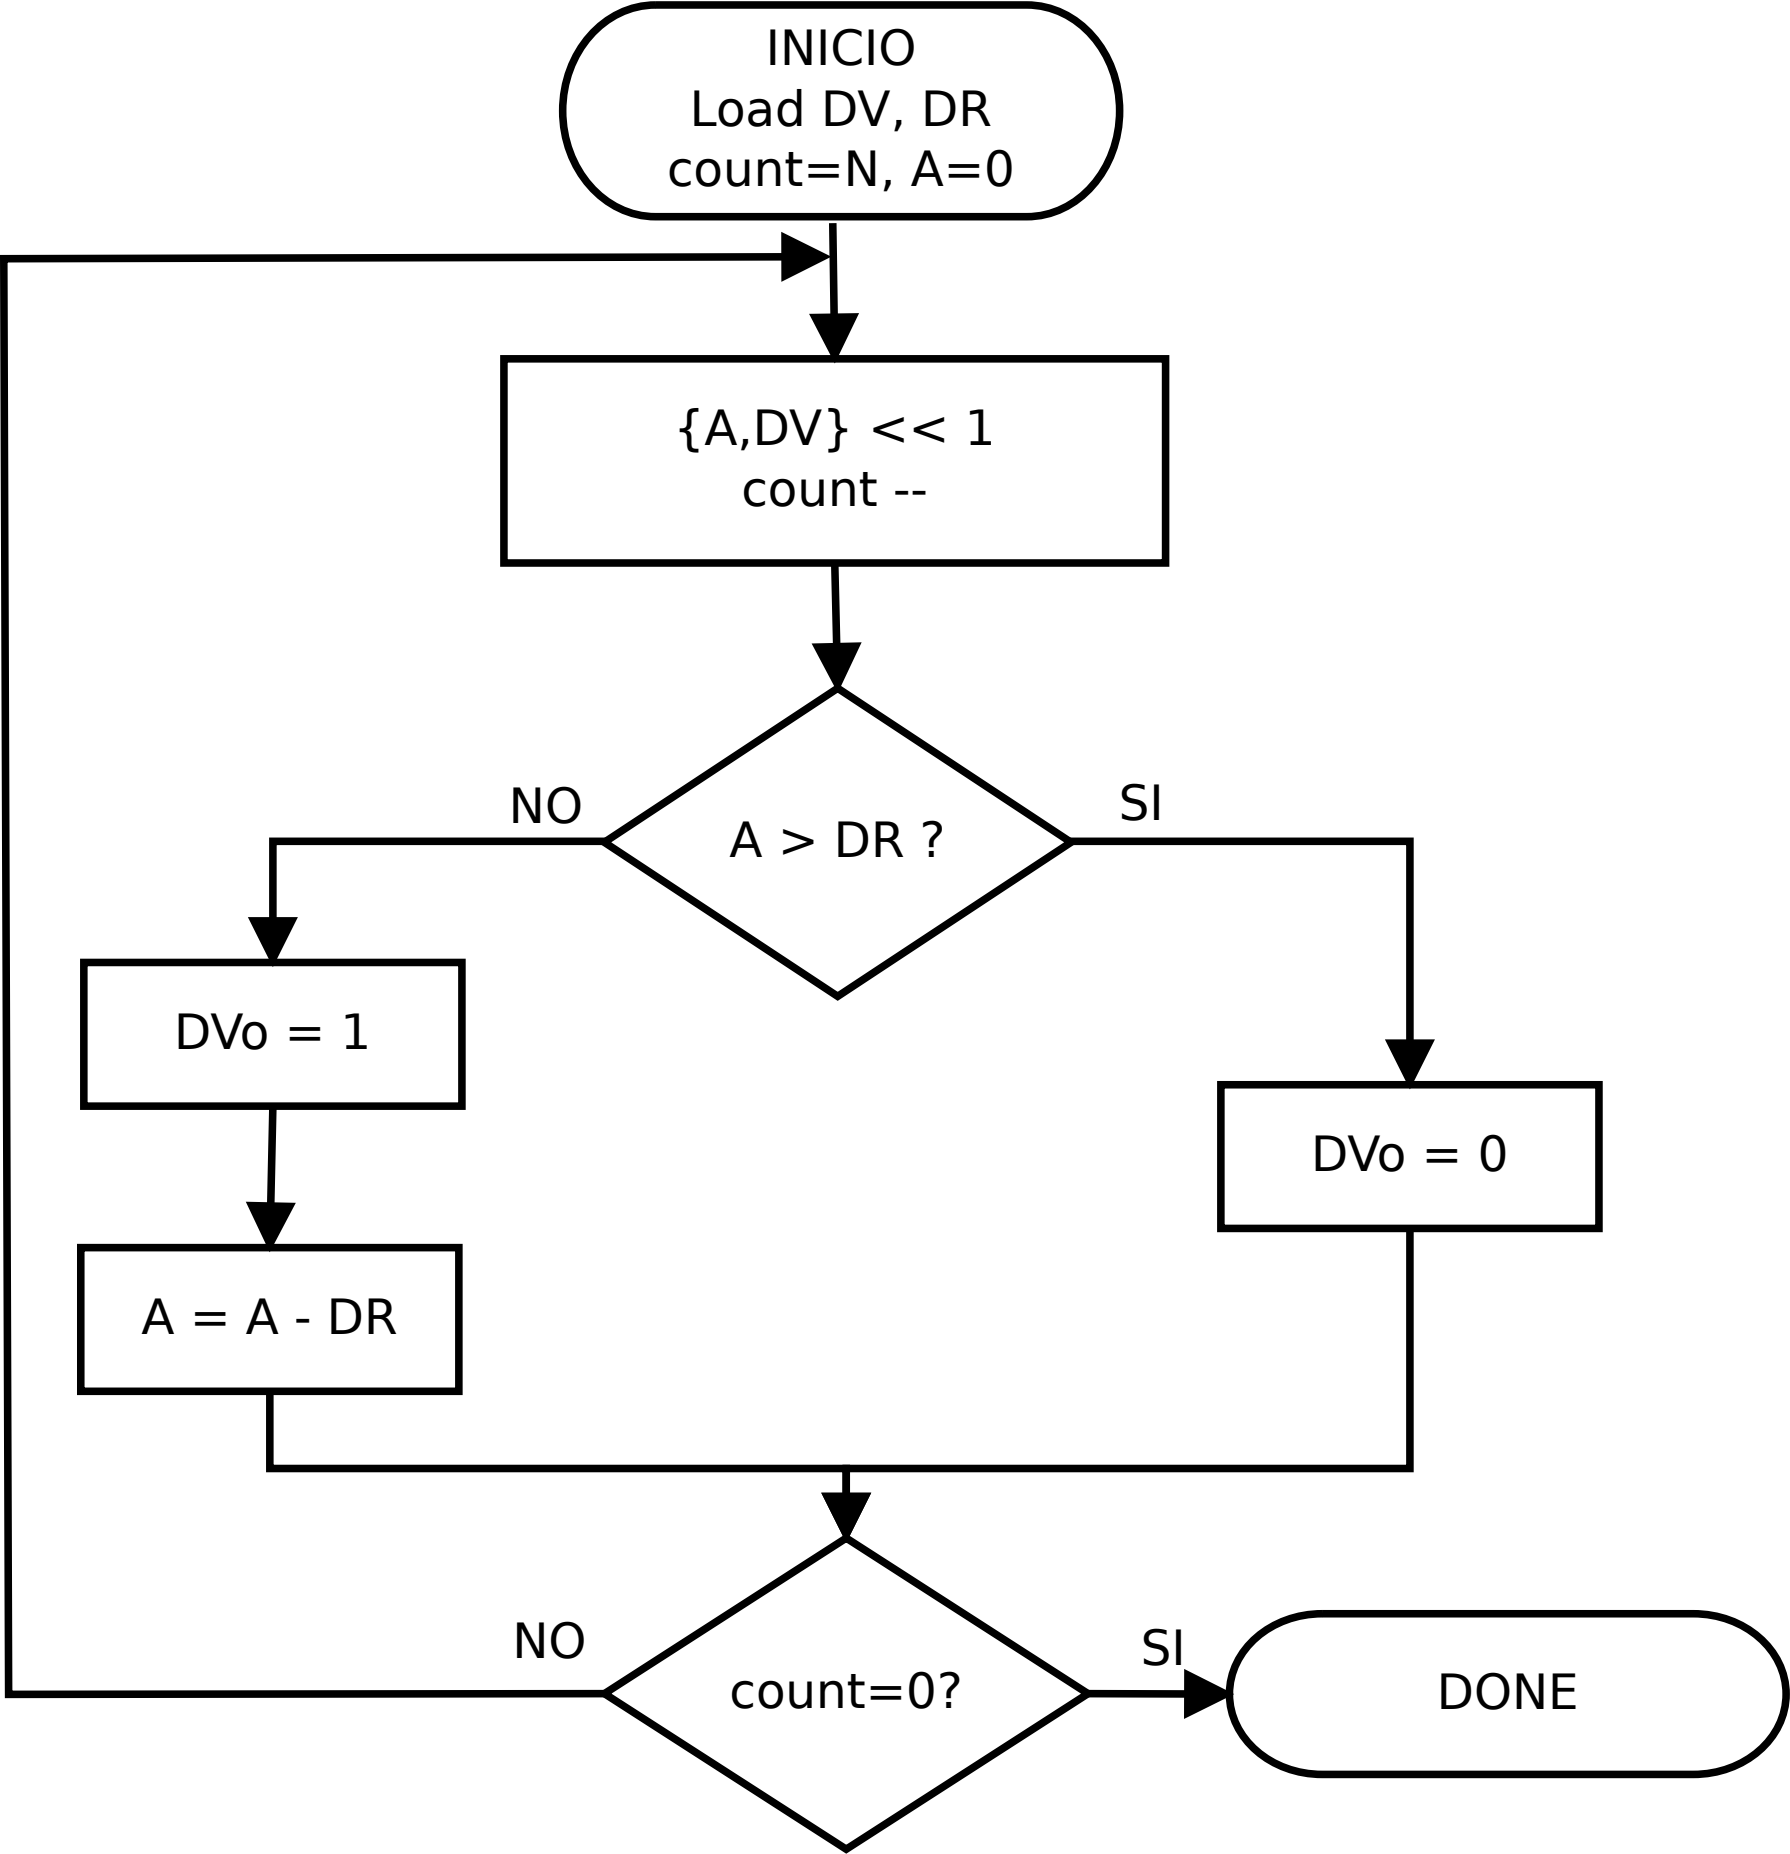 INICIO
Load DV, DR
count=N, A=0
{A,DV} << 1
count --
NO
SI
A > DR ?
DVo = 1
DVo = 0
A = A - DR
NO
SI
count=0?
DONE